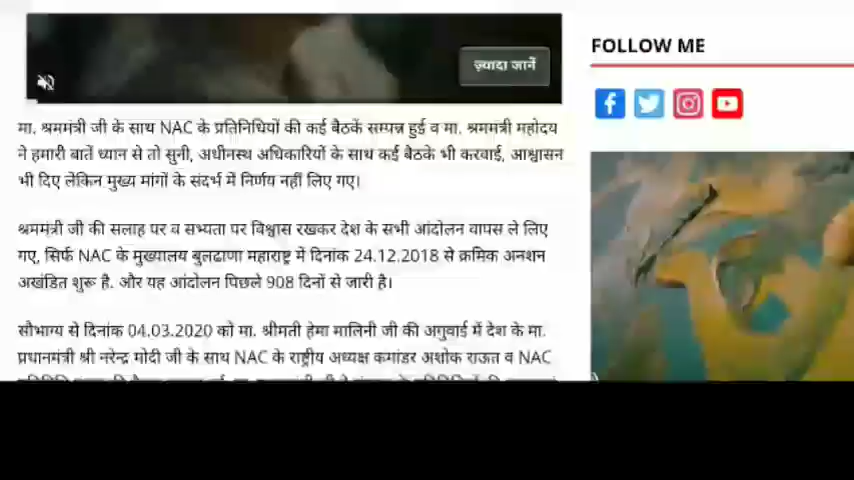 ज़्यादा जानें
FOLLOW ME
मा. श्रममंत्री जी के साथ NAC के प्रतिनिधियों की कई बैठकें सम्पन्न हुई व मा. श्रममंत्री महोदय
ने हमारी बातें ध्यान से तो सुनी, अधीनस्थ अधिकारियों के साथ कई बैठके भी करवाई, आश्वासन
भी दिए लेकिन मुख्य मांगों के संदर्भ में निर्णय नहीं लिए गए।
श्रममंत्री जी की सलाह पर व सभ्यता पर विश्वास रखकर देश के सभी आंदोलन वापस ले लिए
गए, सिर्फ NAC के मुख्यालय बुलढाणा महाराष्ट्र में दिनांक 24.12.2018 से क्रमिक अनशन
अखंडित शुरू है. और यह आंदोलन पिछले 908 दिनों से जारी है।
सौभाग्य से दिनांक 04.03.2020 को मा. श्रीमती हेमा मालिनी जी की अगुवाई में देश के मा.
प्रधानमंत्री श्री नरेन्द्र मोदी जी के साथ NAC के राष्ट्रीय अध्यक्ष कमांडर अशोक राऊत व NAC